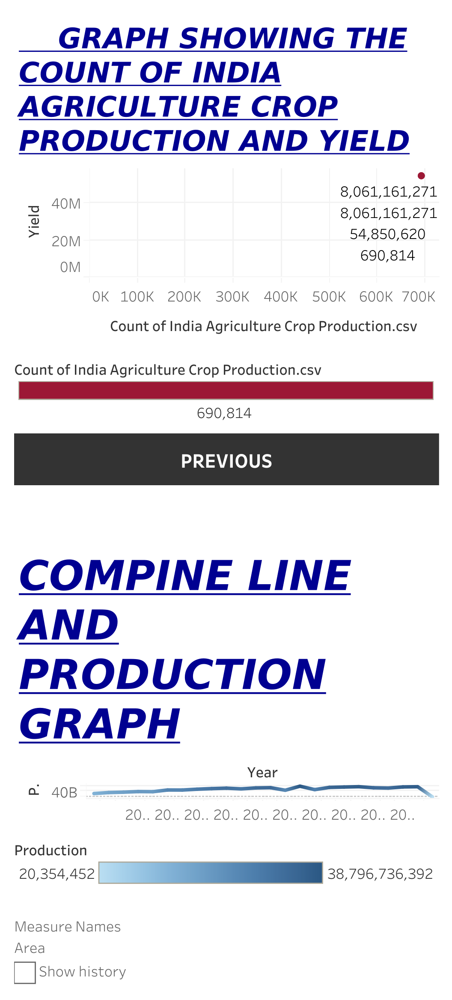 GRAPH SHOWING THE
COUNT OF INDIA
AGRICULTURE CROP
PRODUCTION AND YIELD
8,061,161,271
40M
8,061,161,271
Yield
54,850,620
20M
690,814
0M
0K 100K 200K 300K 400K 500K 600K 700K
Count of India Agriculture Crop Production.csv
Count of India Agriculture Crop Production.csv
690,814
PREVIOUS
COMPINE LINE
AND
PRODUCTION
GRAPH
Year
P.
40B
20.. 20.. 20.. 20.. 20.. 20.. 20.. 20.. 20.. 20..
Production
20,354,452 38,796,736,392
Measure Names
Area
Show history